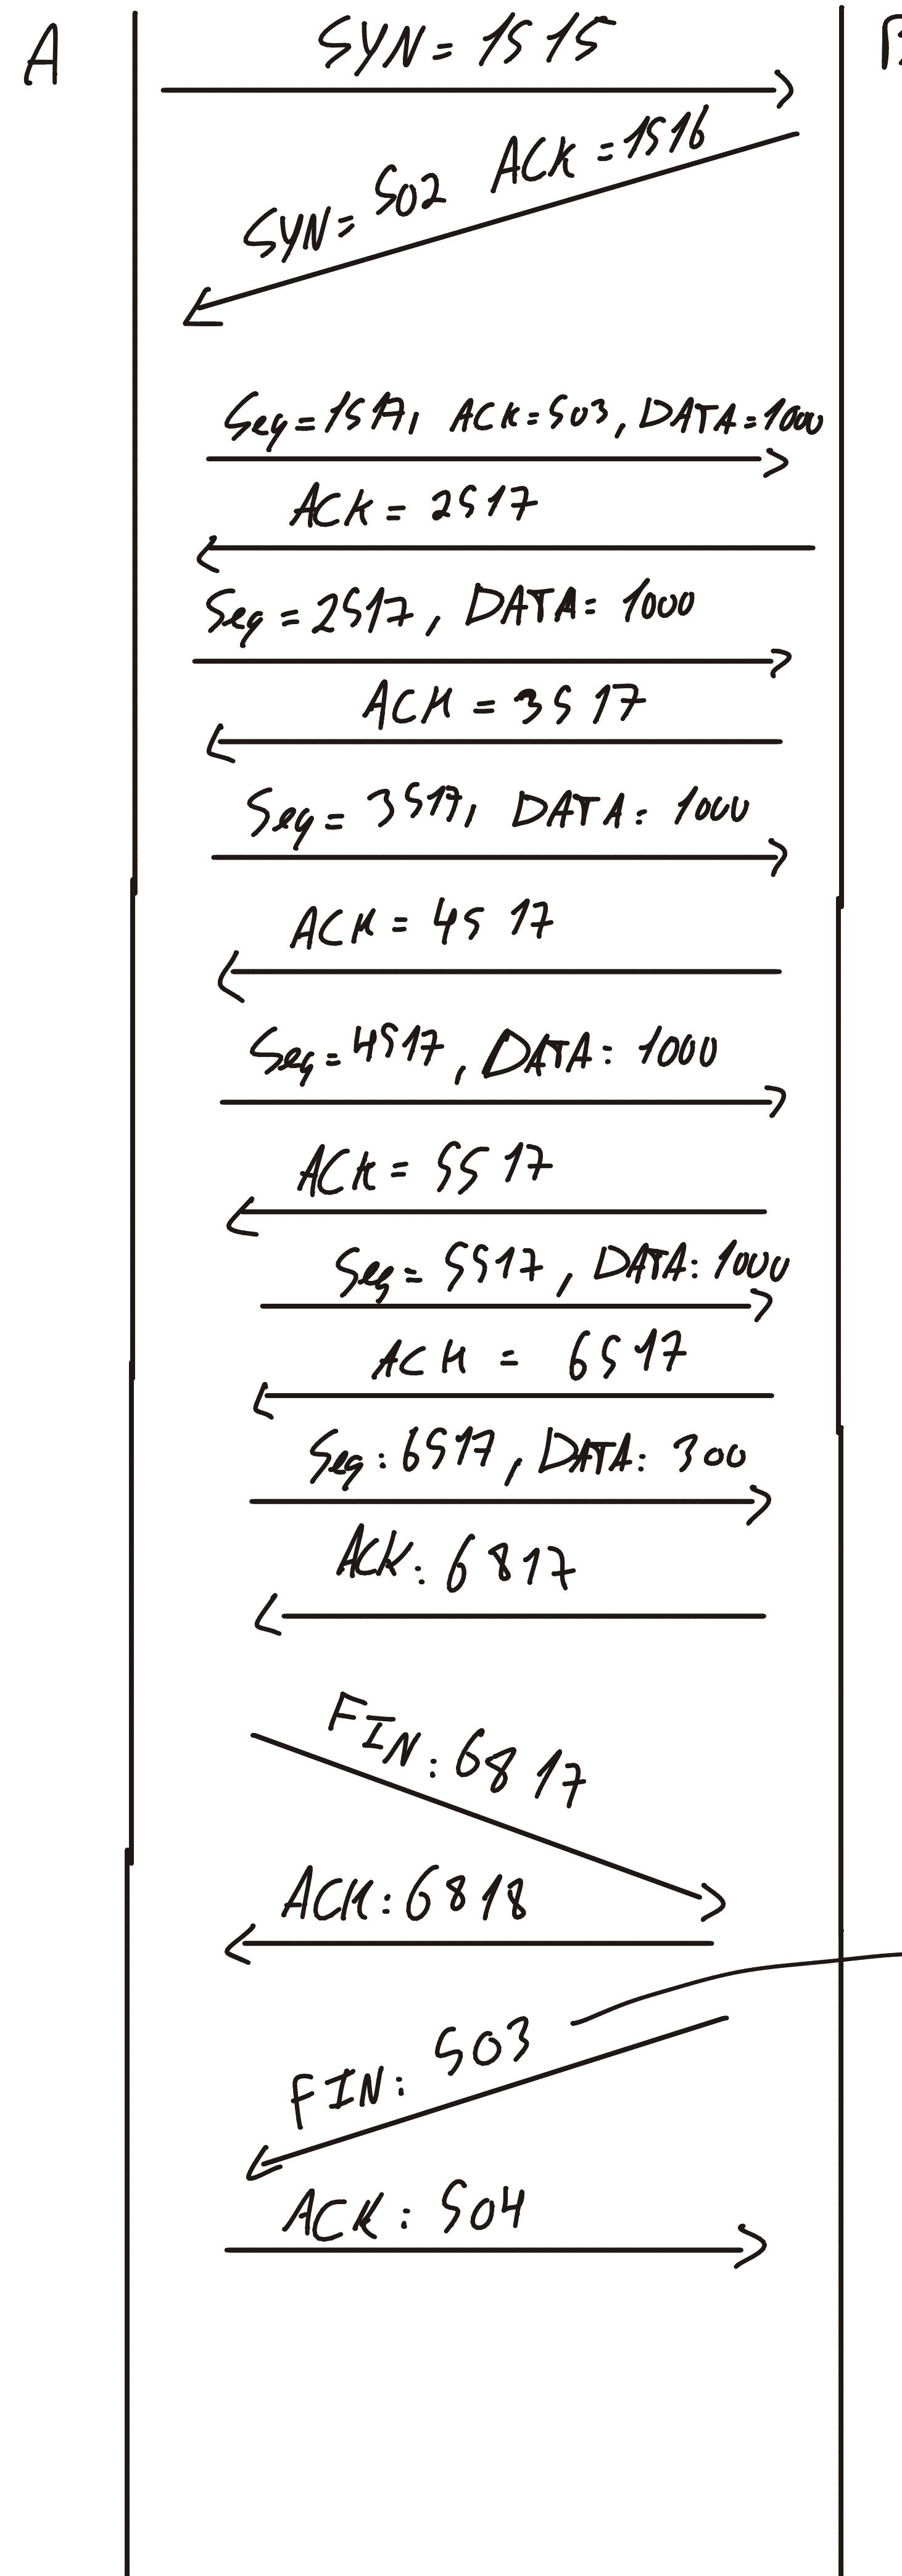 A
SYN = 1515
SYN = 502 ACK = 1516
Seq = 1517, ACK = 503, DATA = 1000
ACK = 2517
Seq = 2517, DATA = 1000
ACK = 3517
Seq = 3517, DATA: 1000
ACK = 4517
Seq = 4517, DATA: 1000
ACK = 5517
Seq = 5517, DATA: 1000
ACK = 6517
Seq: 6517, DATA: 300
ACK: 6817
FIN: 6817
ACK: 6818
FIN: 503
ACK: 504